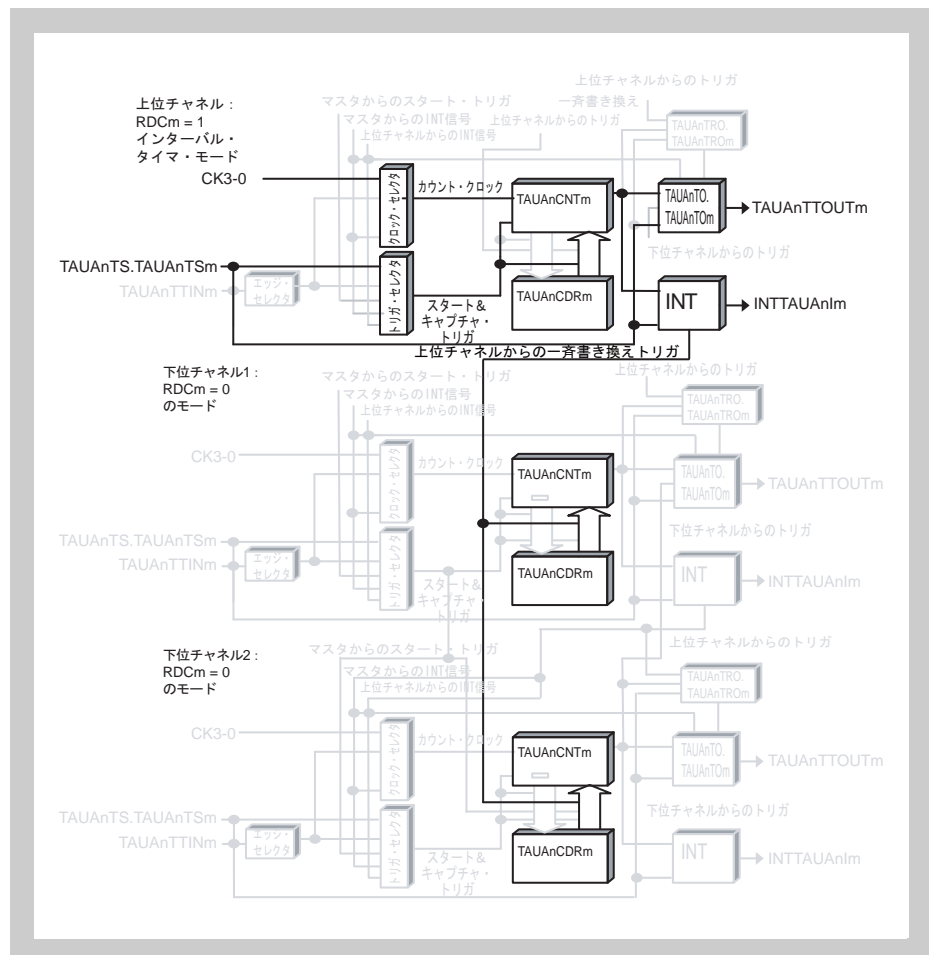 上位チャネルからのトリガ
上位チャネル：
RDCm = 1
インターバル・
タイマ・モード
マスタからのスタート・トリガ
一斉書き換え
マスタからのINT信号
上位チャネルからのトリガ
上位チャネルからのINT信号
TAUAnTRO.
TAUAnTROm
CK3-0
クロック・セレクタ
カウント・クロック
TAUAnCNTm
TAUAnTO.
TAUAnTOm
TAUAnTTOUTm
下位チャネルからのトリガ
TAUAnTS.TAUAnTSm
TAUAnTTINm
エッジ・
セレクタ
トリガ・セレクタ
スタート&
キャプチャ・
トリガ
TAUAnCDRm
INT
INTTAUAnIm
上位チャネルからの一斉書き換えトリガ
下位チャネル1：
RDCm = 0
のモード
マスタからのスタート・トリガ
上位チャネルからのトリガ
マスタからのINT信号
上位チャネルからのINT信号
TAUAnTRO.
TAUAnTROm
CK3-0
クロック・セレクタ
カウント・クロック
TAUAnCNTm
TAUAnTO.
TAUAnTOm
TAUAnTTOUTm
下位チャネルからのトリガ
TAUAnTS.TAUAnTSm
TAUAnTTINm
エッジ・
セレクタ
トリガ・セレクタ
スタート&
キャプチャ・
トリガ
TAUAnCDRm
INT
INTTAUAnIm
下位チャネル2：
RDCm = 0
のモード
マスタからのスタート・トリガ
上位チャネルからのトリガ
マスタからのINT信号
上位チャネルからのINT信号
TAUAnTRO.
TAUAnTROm
CK3-0
クロック・セレクタ
カウント・クロック
TAUAnCNTm
TAUAnTO.
TAUAnTOm
TAUAnTTOUTm
下位チャネルからのトリガ
TAUAnTS.TAUAnTSm
TAUAnTTINm
エッジ・
セレクタ
トリガ・セレクタ
スタート&
キャプチャ・
トリガ
TAUAnCDRm
INT
INTTAUAnIm